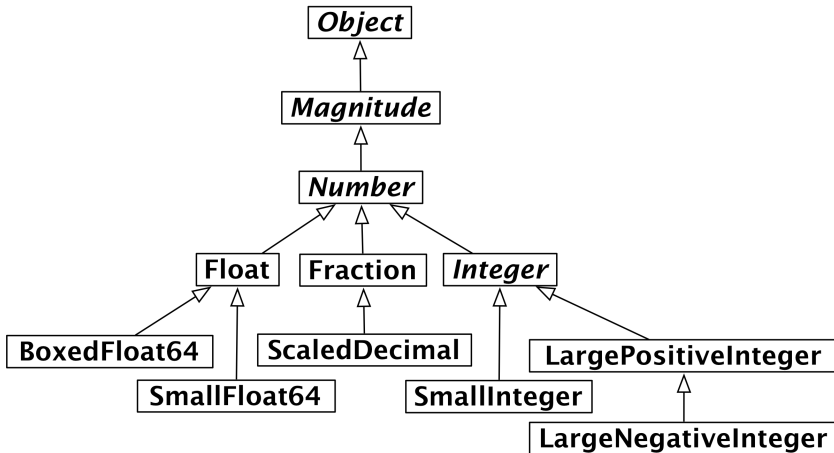 Object
Magnitude
Number
Float
Fraction
Integer
BoxedFloat64
ScaledDecimal
LargePositiveInteger
SmallFloat64
SmallInteger
LargeNegativeInteger